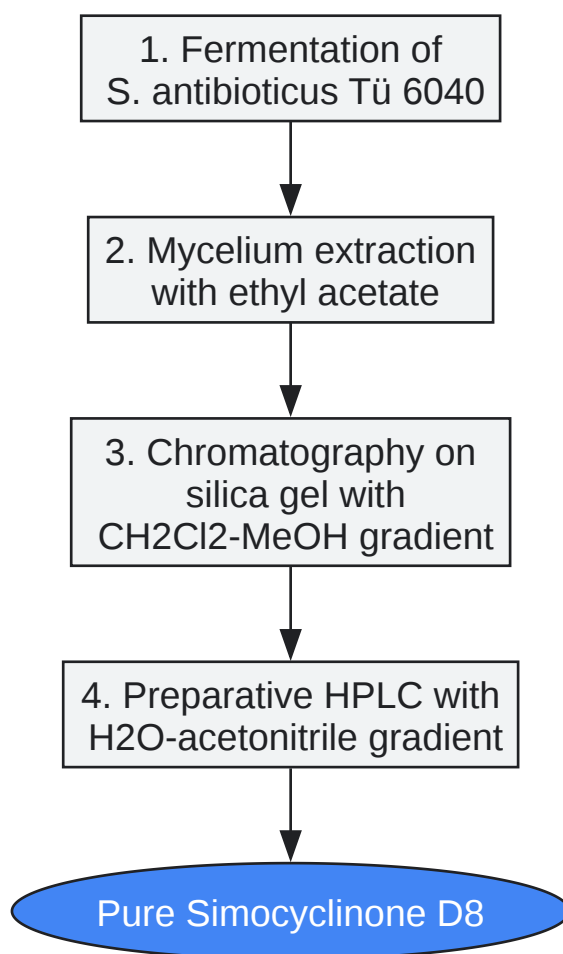 1. Fermentation of
S. antibioticus Tü 6040
2. Mycelium extraction
with ethyl acetate
3. Chromatography on
silica gel with
CH2Cl2-MeOH gradient
4. Preparative HPLC with
H2O-acetonitrile gradient
Pure Simocyclinone D8